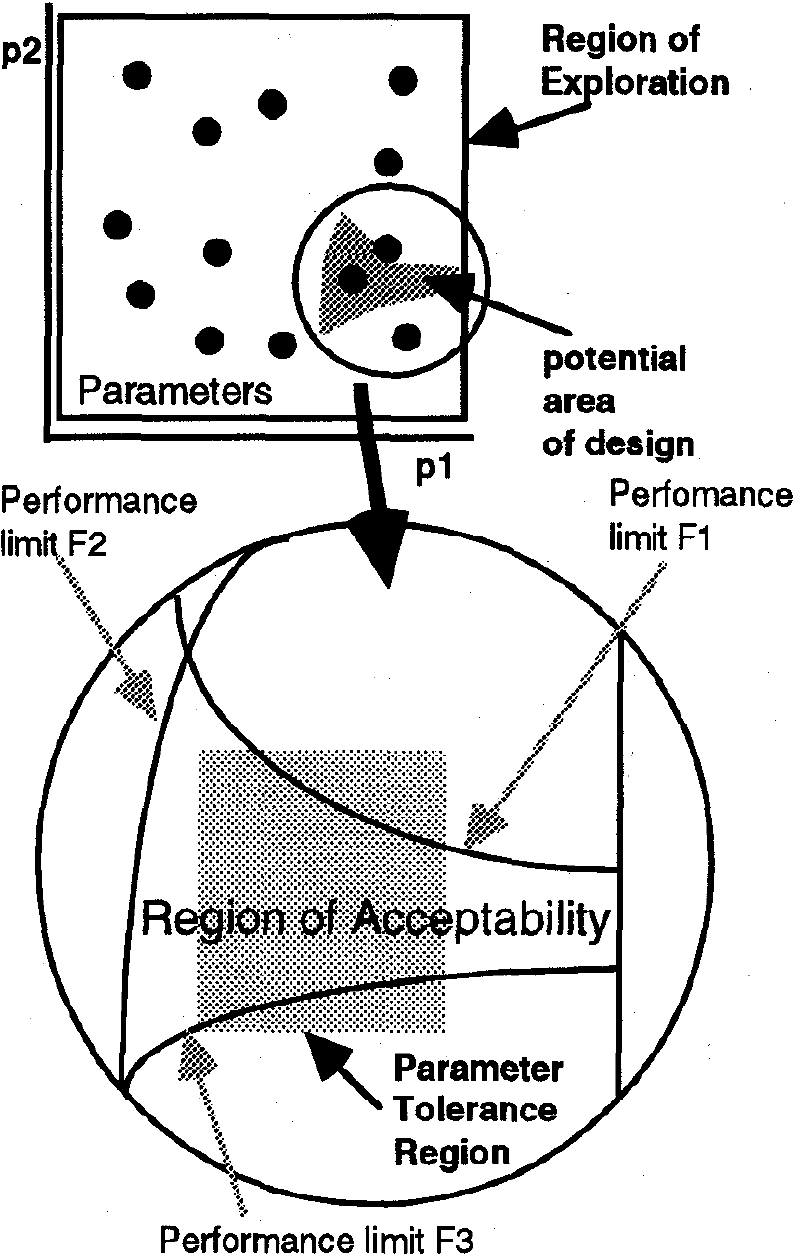 p2
Region of
Exploration
Parameters
p1
potential
area
of design
Performance
limit F2
Perfomance
limit F1
Region of Acceptability
Parameter
Tolerance
Region
Performance limit F3